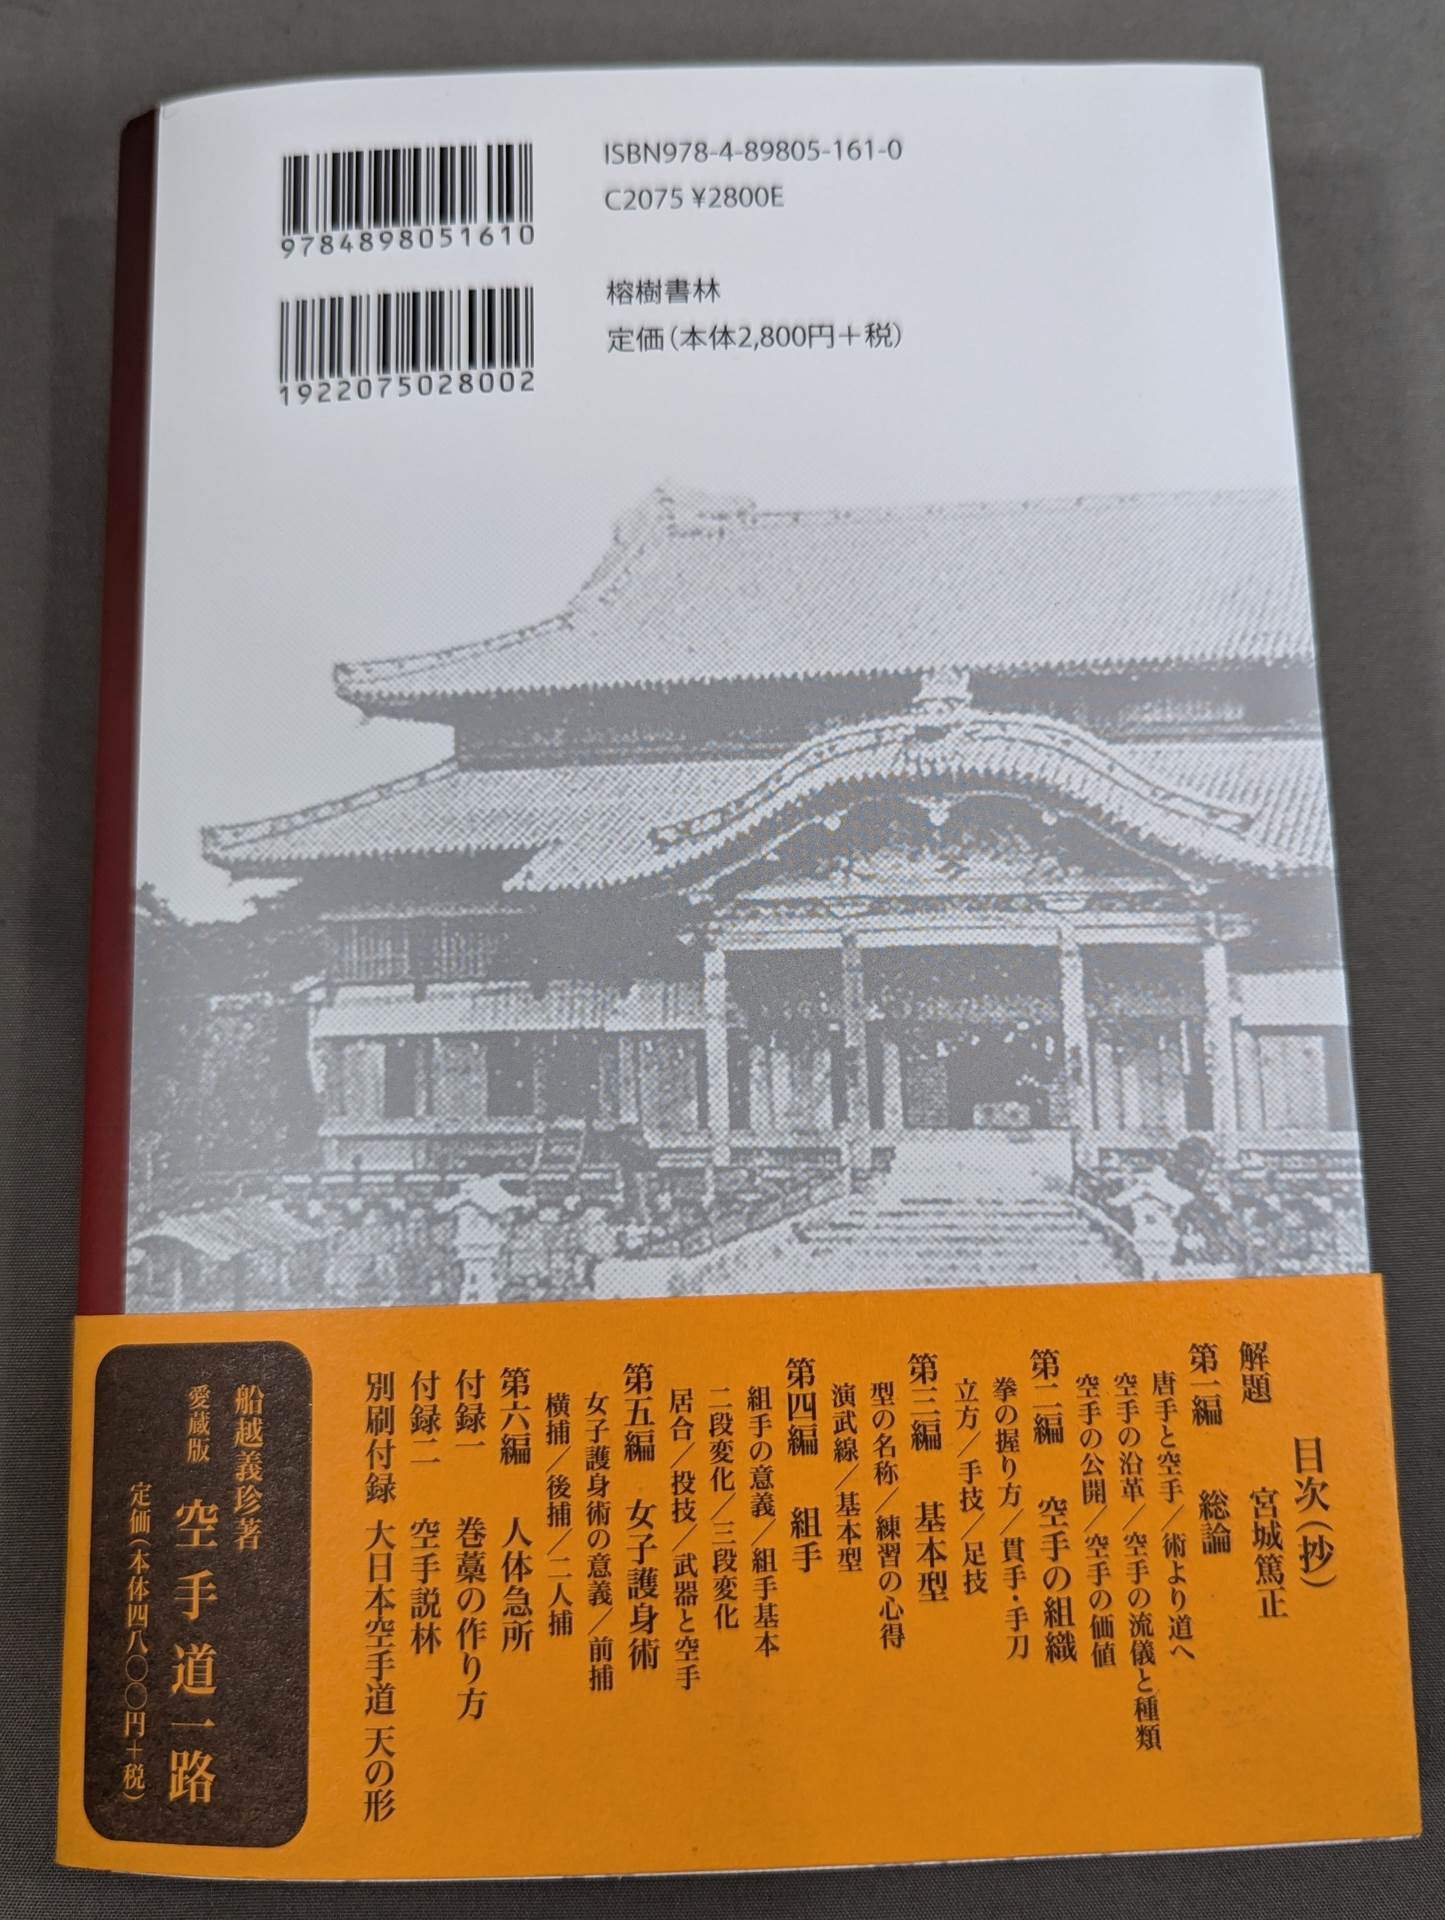 ISBN978-4-89805-161-0
C2075 ¥2800E
9784898051610
榕樹書林
定価（本体2,800円＋税）
1922075028002
目次（抄）
解題　宮城篤正
第一編　総論
唐手と空手／術より道へ
空手の沿革／空手の流儀と種類
空手の公開／空手の価値
第二編　空手の組織
拳の握り方／貫手・手刀
立方／手技／足技
第三編　基本型
型の名称／練習の心得
演武線／基本型
第四編　組手
組手の意義／組手基本
二段変化／三段変化
居合／投技／武器と空手
第五編　女子護身術
女子護身術の意義／前捕
横捕／後捕／二人捕
第六編　人体急所
付録一　巻藁の作り方
付録二　空手説林
別刷付録　大日本空手道 天の形
船越義珍著
愛蔵版　空手道一路
定価（本体四八〇〇円＋税）